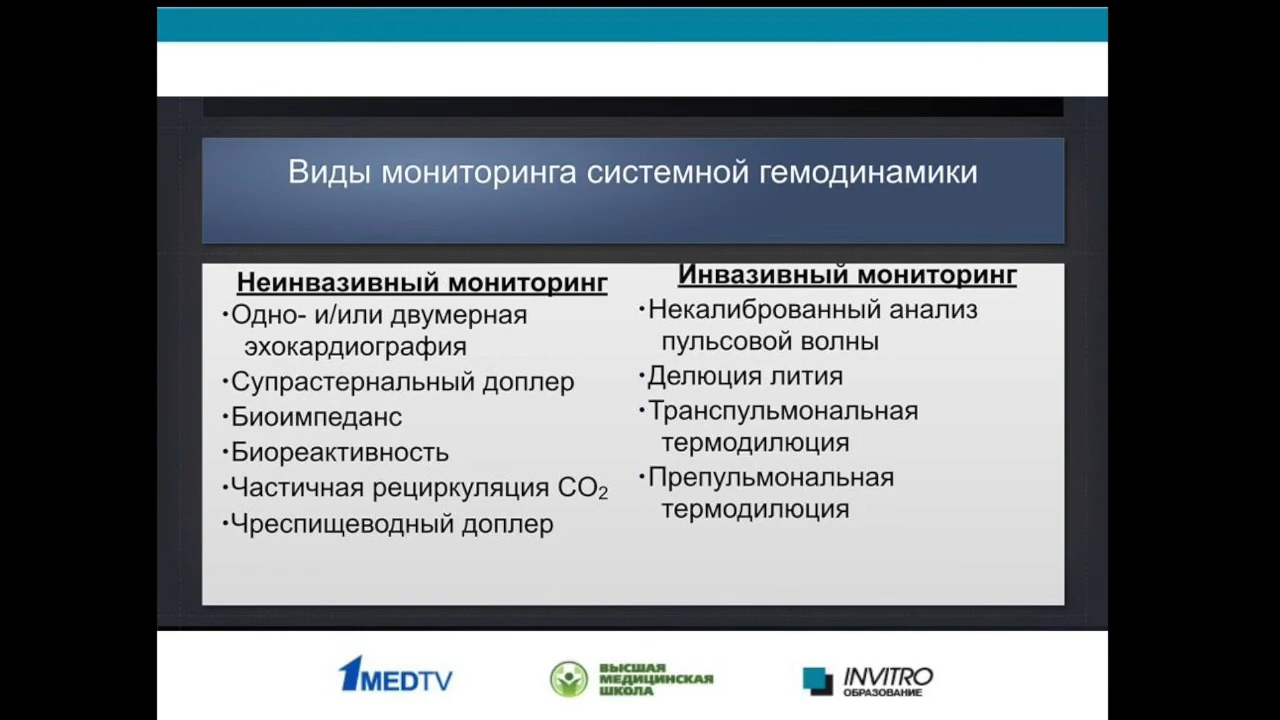 Виды мониторинга системной гемодинамики
Неинвазивный мониторинг
·Одно- и/или двумерная
эхокардиография
·Супрастернальный доплер
·Биоимпеданс
·Биореактивность
·Частичная рециркуляция CO₂
·Чреспищеводный доплер
Инвазивный мониторинг
·Некалиброванный анализ
пульсовой волны
·Делюция лития
·Транспульмональная
термодилюция
·Препульмональная
термодилюция
1MEDTV
ВЫСШАЯ
МЕДИЦИНСКАЯ
ШКОЛА
INVITRO
ОБРАЗОВАНИЕ